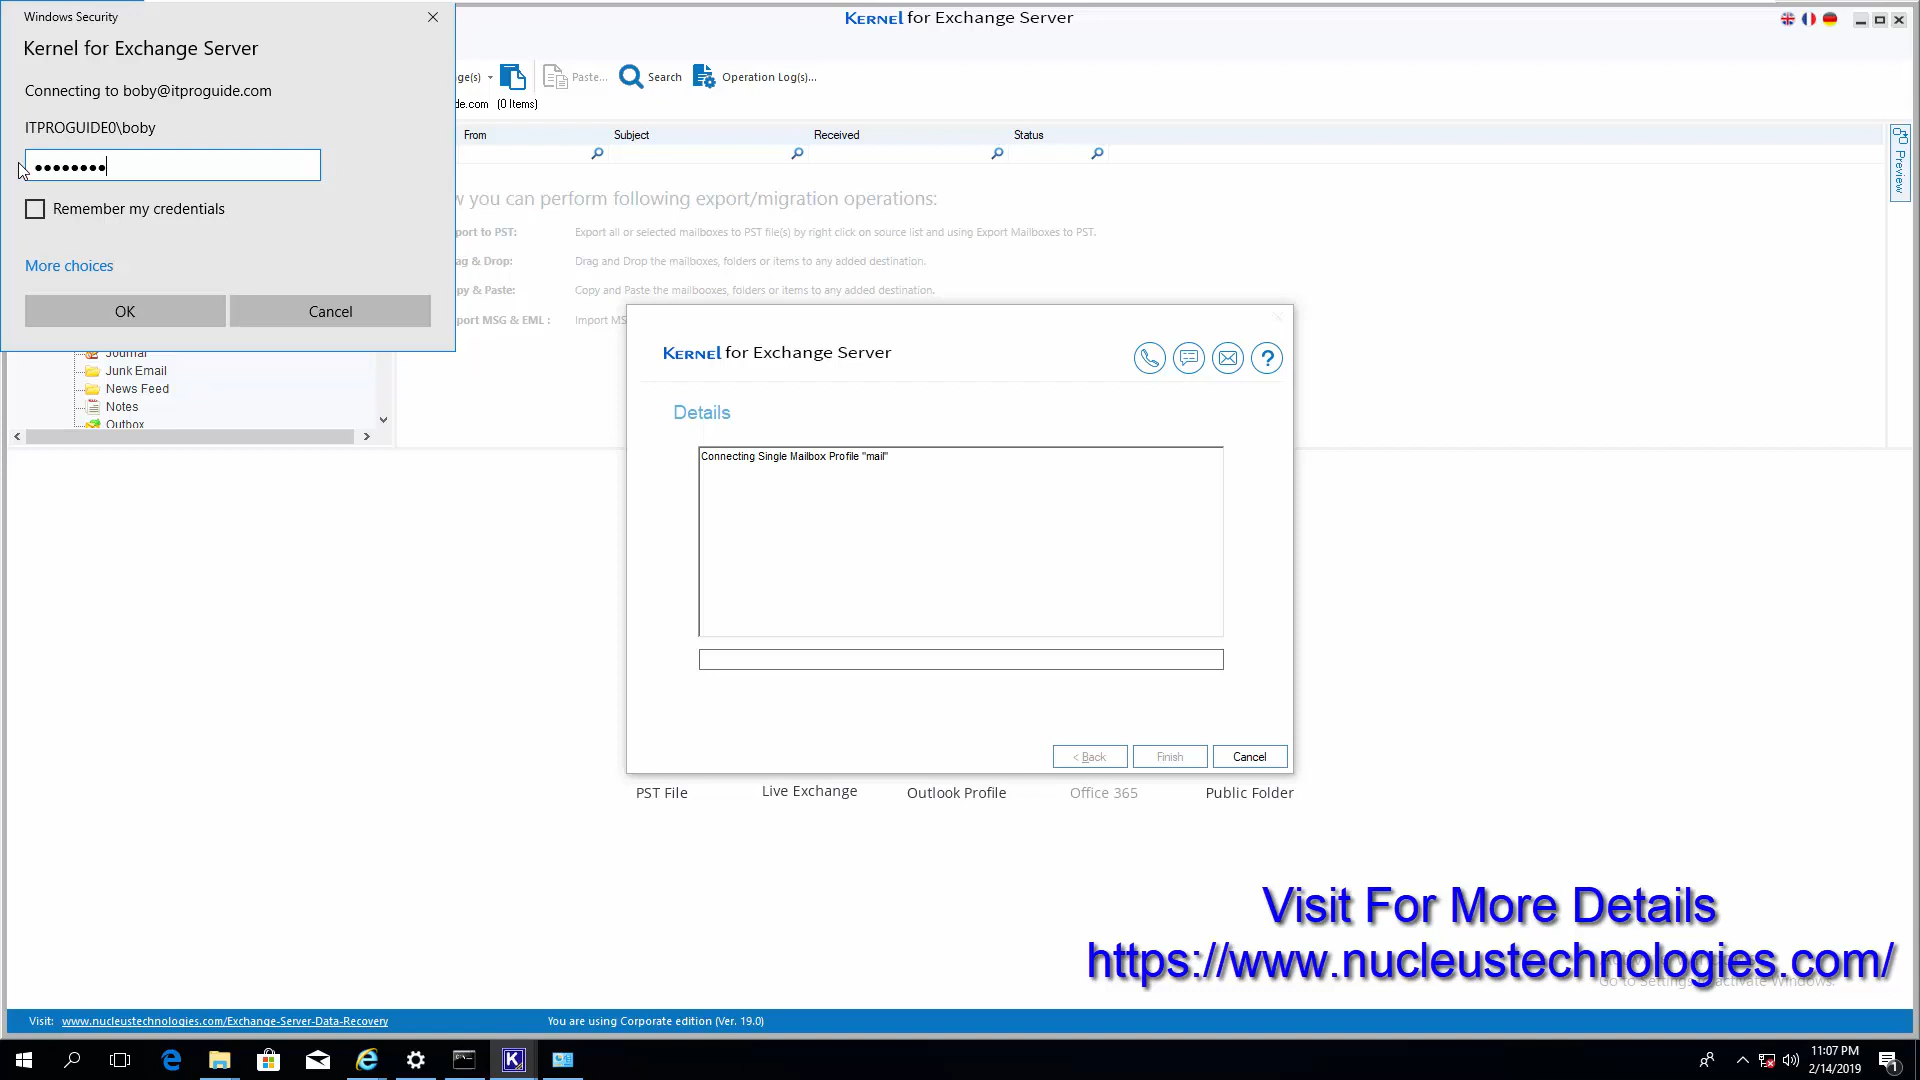 Windows Security
Kernel for Exchange Server
Kernel for Exchange Server
Connecting to boby@itproguide.com
ITPROGUIDE0\boby
Remember my credentials
More choices
OK
Cancel
ge(s)
Paste...
Search
Operation Log(s)...
de.com (0 Items)
From
Subject
Received
Status
Preview
you can perform following export/migration operations:
port to PST:
Export all or selected mailboxes to PST file(s) by right click on source list and using Export Mailboxes to PST.
ag & Drop:
Drag and Drop the mailboxes, folders or items to any added destination.
py & Paste:
Copy and Paste the mailbooxes, folders or items to any added destination.
port MSG & EML :
Import MS
Journal
Junk Email
News Feed
Notes
Outbox
Kernel for Exchange Server
Details
Connecting Single Mailbox Profile "mail"
< Back
Finish
Cancel
PST File
Live Exchange
Outlook Profile
Office 365
Public Folder
Visit For More Details
https://www.nucleustechnologies.com/
Go to Settings to activate Windows.
Visit: www.nucleustechnologies.com/Exchange-Server-Data-Recovery
You are using Corporate edition (Ver. 19.0)
11:07 PM
2/14/2019
1